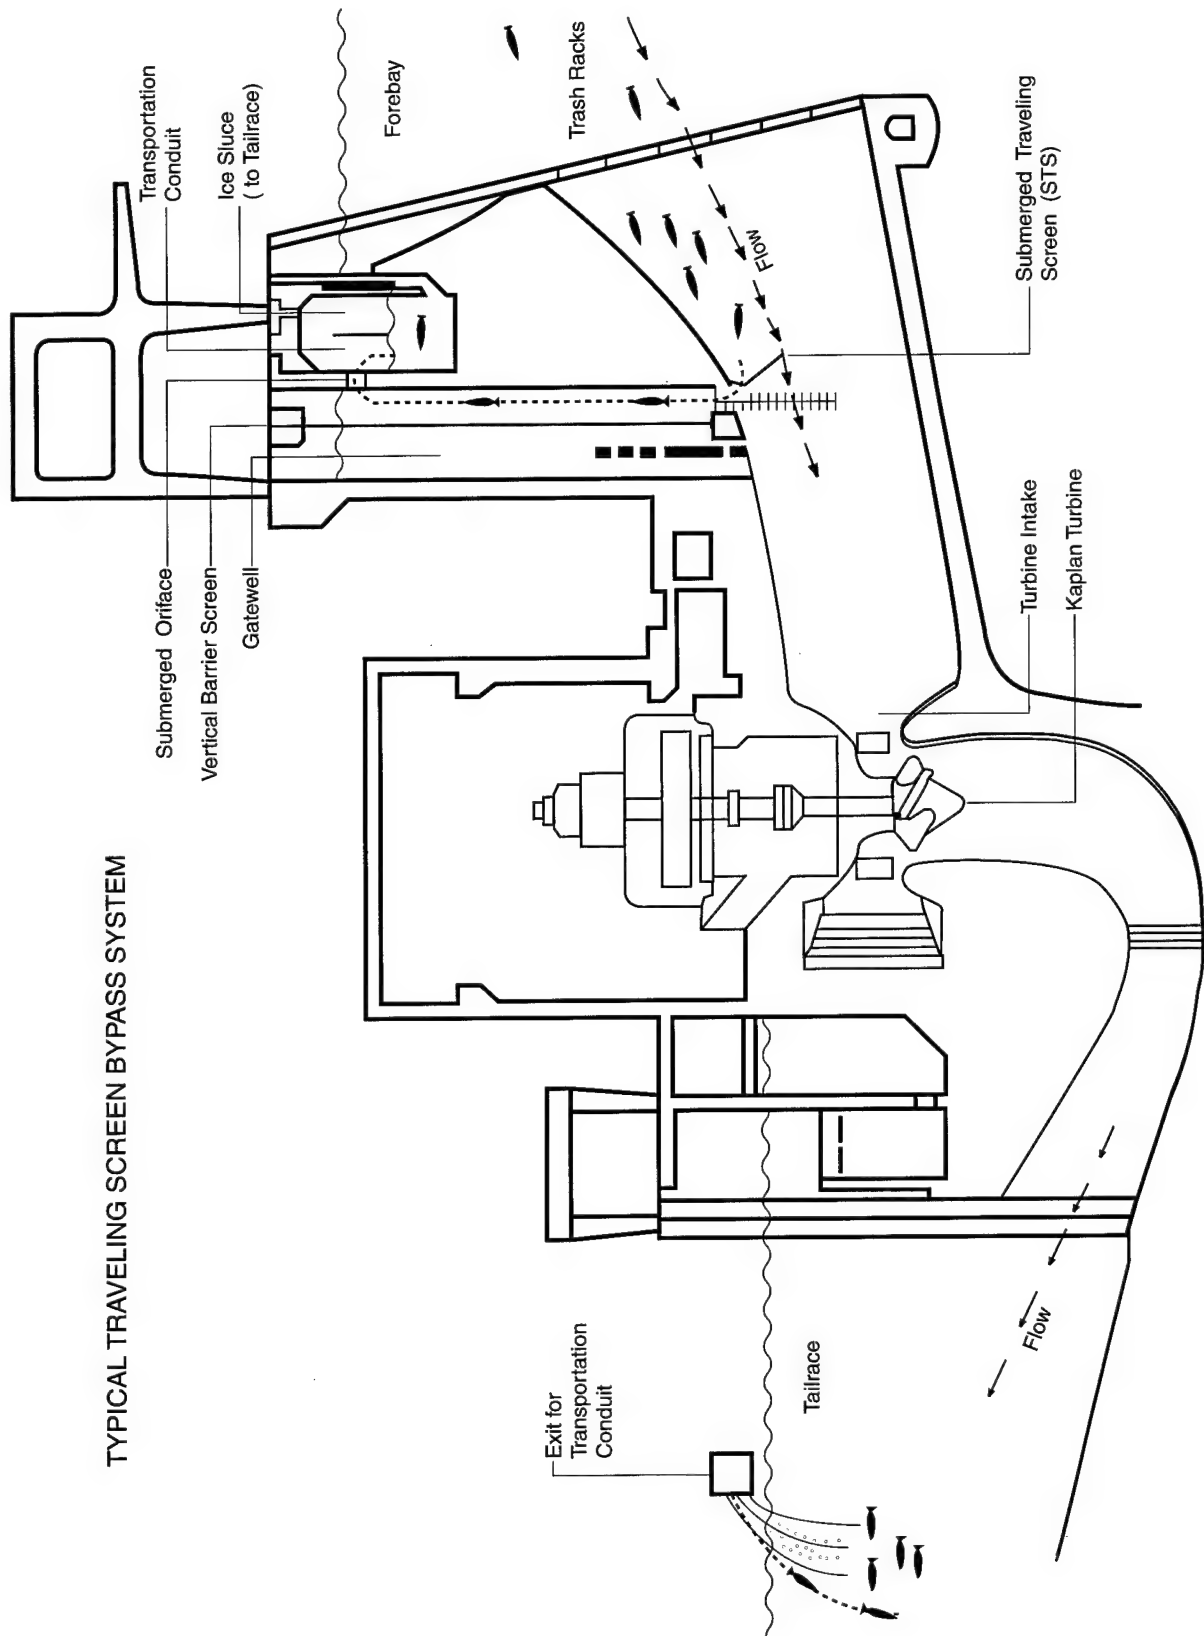 TYPICAL TRAVELING SCREEN BYPASS SYSTEM
Transportation
Conduit
Ice Sluce
( to Tailrace)
Forebay
Trash Racks
Submerged Oriface
Vertical Barrier Screen
Gatewell
Flow
Submerged Traveling
Screen (STS)
Turbine Intake
Kaplan Turbine
Exit for
Transportation
Conduit
Tailrace
Flow